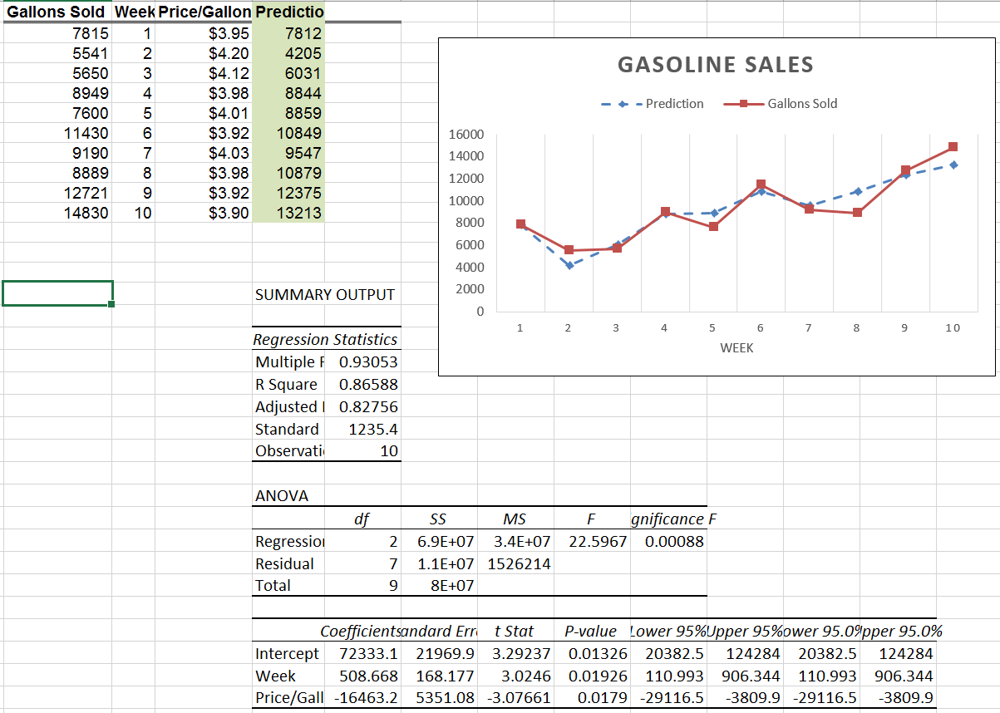 Gallons Sold Week Price/Gallon Predictio
7815 1 $3.95 7812
5541 2 $4.20 4205
5650 3 $4.12 6031
8949 4 $3.98 8844
7600 5 $4.01 8859
11430 6 $3.92 10849
9190 7 $4.03 9547
8889 8 $3.98 10879
12721 9 $3.92 12375
14830 10 $3.90 13213
GASOLINE SALES
Prediction Gallons Sold
16000
14000
12000
10000
8000
6000
4000
2000
0
1 2 3 4 5 6 7 8 9 10
WEEK
SUMMARY OUTPUT
Regression Statistics
Multiple R 0.93053
R Square 0.86588
Adjusted 0.82756
Standard 1235.4
Observati 10
ANOVA
df SS MS F gnificance F
Regression 2 6.9E+07 3.4E+07 22.5967 0.00088
Residual 7 1.1E+07 1526214
Total 9 8E+07
Coefficients andard Erro t Stat P-value Lower 95% Upper 95% ower 95.0% pper 95.0%
Intercept 72333.1 21969.9 3.29237 0.01326 20382.5 124284 20382.5 124284
Week 508.668 168.177 3.0246 0.01926 110.993 906.344 110.993 906.344
Price/Gall -16463.2 5351.08 -3.07661 0.0179 -29116.5 -3809.9 -29116.5 -3809.9